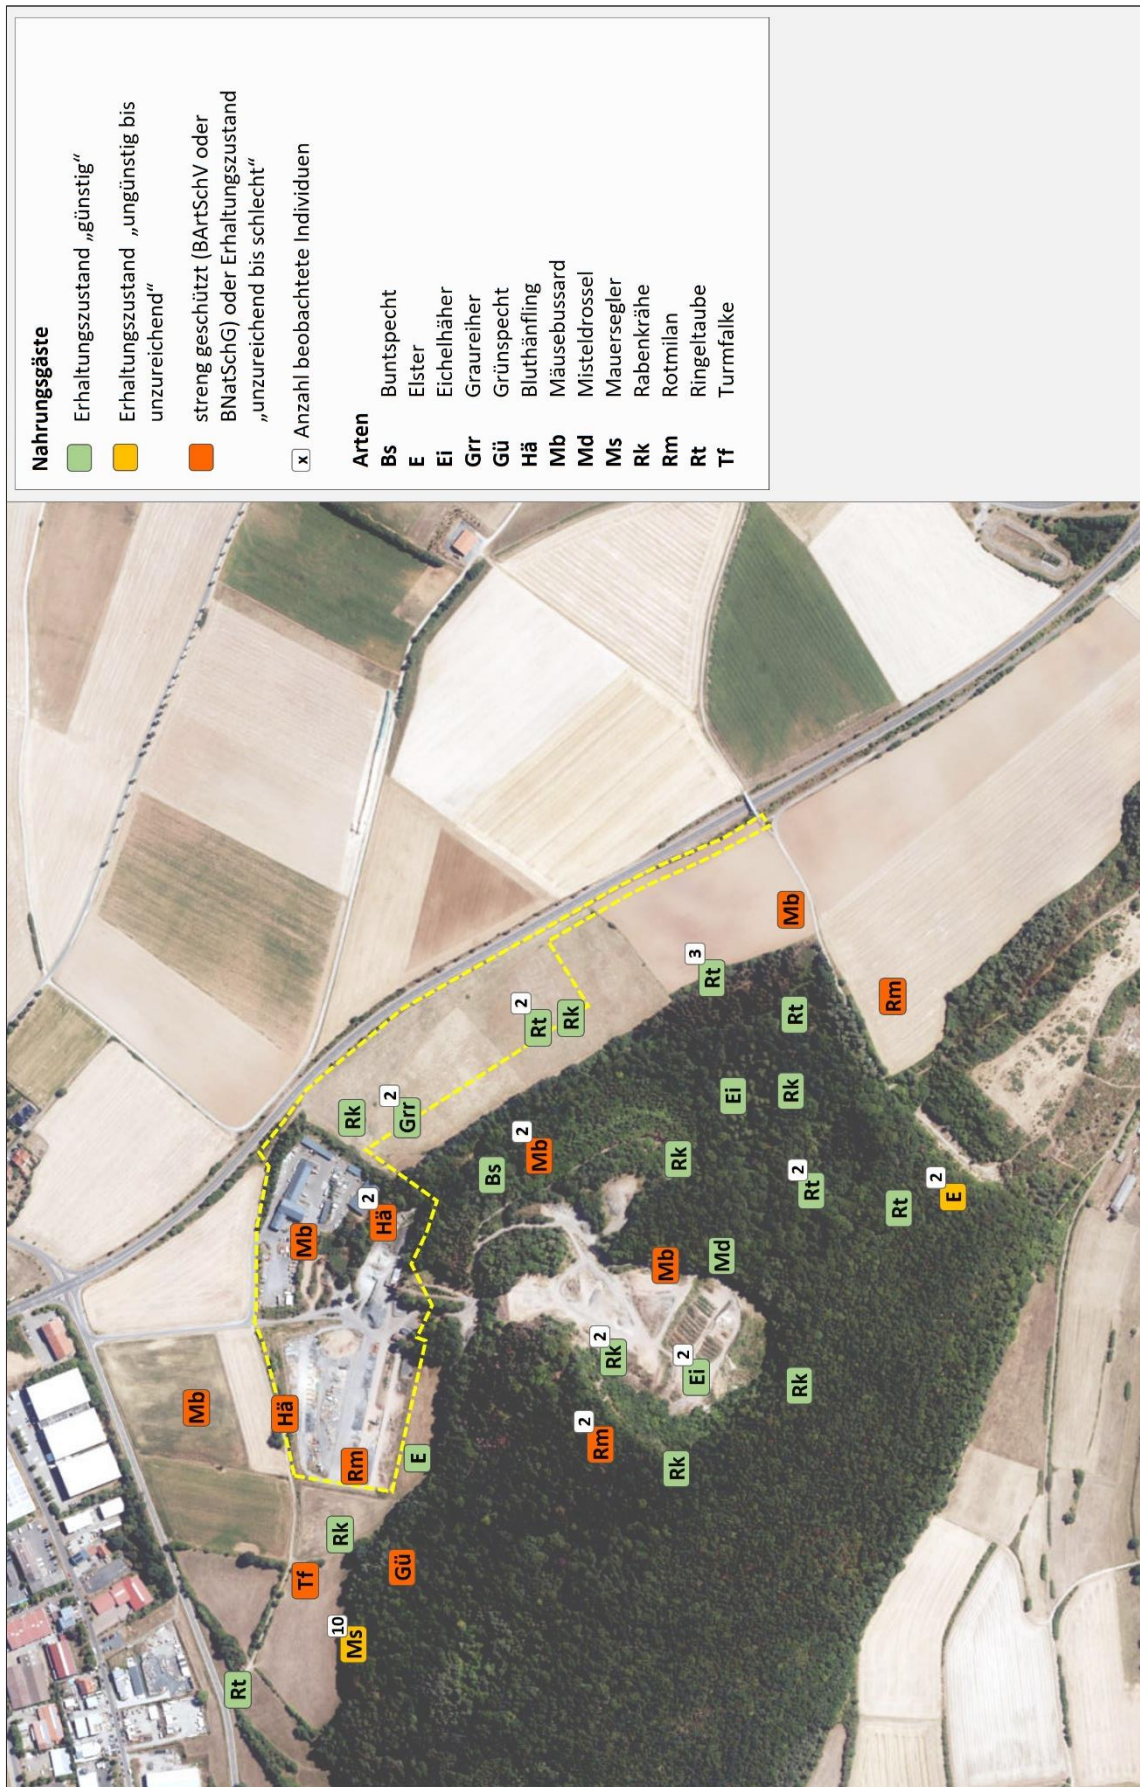 Mb
Rt
Hä
Mb
Tf
10
Ms
Rk
Rk
Rm
2
Hä
2
Grr
Gü
E
Bs
2
Rt
2
Mb
Rk
2
Rm
2
Rk
Mb
Rk
Rk
2
Ei
3
Rt
Md
Ei
Mb
Rk
Rt
Rk
2
Rt
Rm
Rt
2
E
Nahrungsgäste
Erhaltungszustand „günstig“
Erhaltungszustand „ungünstig bis
unzureichend“
streng geschützt (BArtSchV oder
BNatSchG) oder Erhaltungszustand
„unzureichend bis schlecht“
x Anzahl beobachtete Individuen
Arten
Bs Buntspecht
E Elster
Ei Eichelhäher
Grr Graureiher
Gü Grünspecht
Hä Bluthänfling
Mb Mäusebussard
Md Misteldrossel
Ms Mauersegler
Rk Rabenkrähe
Rm Rotmilan
Rt Ringeltaube
Tf Turmfalke